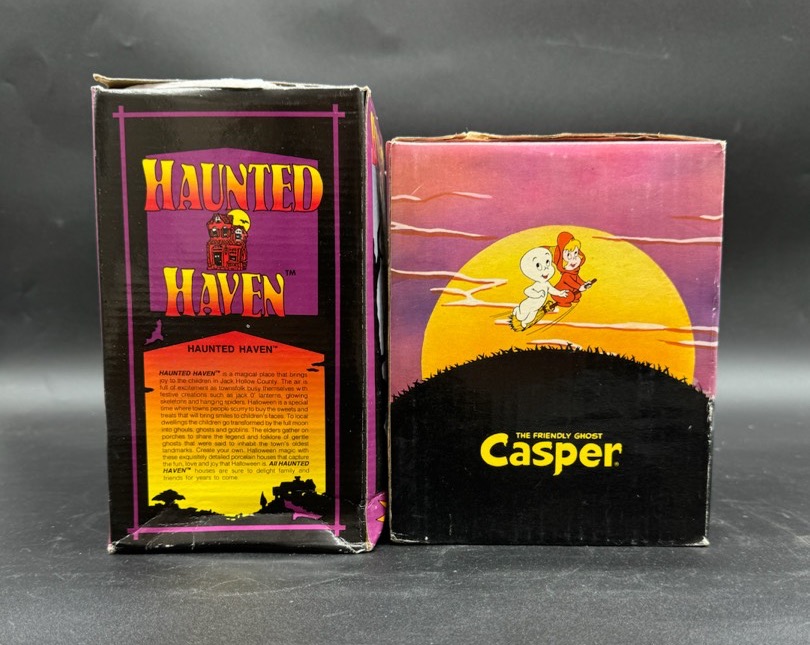 HAUNTED
HAVEN™
HAUNTED HAVEN™
HAUNTED HAVEN™ is a magical place that brings
joy to the children in Jack Hollow County. The air is
full of excitement as townsfolk busy themselves with
festive creations such as jack o' lanterns, glowing
skeletons and hanging spiders. Halloween is a special
time where towns people scurry to buy the sweets and
treats that will bring smiles to children's faces. To local
dwellings the children go transformed by the full moon
into ghouls, ghosts and goblins. The elders gather on
porches to share the legend and folklore of gentle
ghosts that were said to inhabit the town's oldest
landmarks. Create your own. Halloween magic with
these exquisitely detailed porcelain houses that capture
the fun, love and joy that Halloween is. All HAUNTED
HAVEN™ houses are sure to delight family and
friends for years to come.
THE FRIENDLY GHOST
Casper®